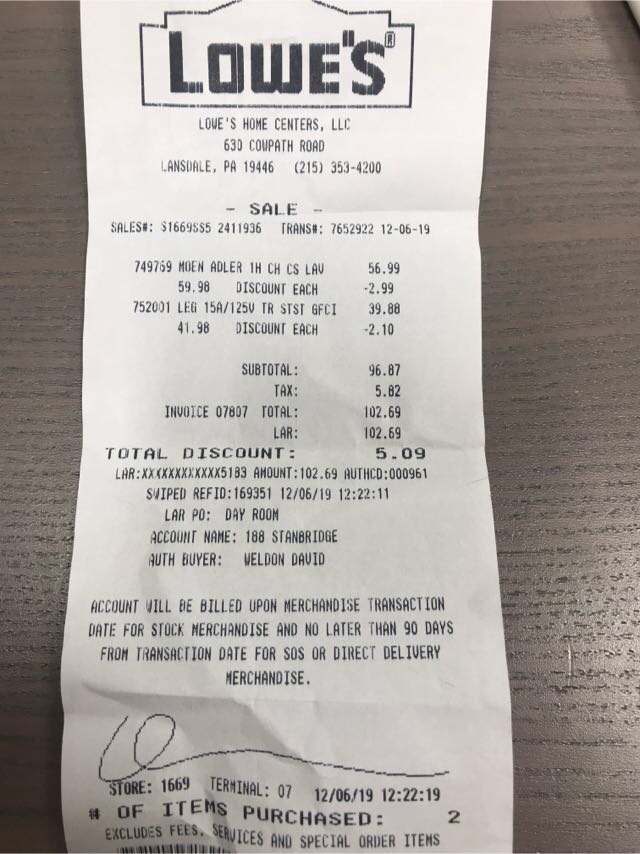 LOWE'S®
LOWE'S HOME CENTERS, LLC
630 COWPATH ROAD
LANSDALE, PA 19446 (215) 353-4200
- SALE -
SALES#: S1669SS5 2411936 TRANS#: 7652922 12-06-19
749769 MOEN ADLER 1H CH CS LAV 56.99
59.98 DISCOUNT EACH -2.99
752001 LEG 15A/125V TR STST GFCI 39.88
41.98 DISCOUNT EACH -2.10
SUBTOTAL: 96.87
TAX: 5.82
INVOICE 07807 TOTAL: 102.69
LAR: 102.69
TOTAL DISCOUNT: 5.09
LAR:XXXXXXXXXXXX5183 AMOUNT:102.69 AUTHCD:000961
SWIPED REFID:169351 12/06/19 12:22:11
LAR PO: DAY ROOM
ACCOUNT NAME: 188 STANBRIDGE
AUTH BUYER: WELDON DAVID
ACCOUNT WILL BE BILLED UPON MERCHANDISE TRANSACTION
DATE FOR STOCK MERCHANDISE AND NO LATER THAN 90 DAYS
FROM TRANSACTION DATE FOR SOS OR DIRECT DELIVERY
MERCHANDISE.
STORE: 1669 TERMINAL: 07 12/06/19 12:22:19
# OF ITEMS PURCHASED: 2
EXCLUDES FEES, SERVICES AND SPECIAL ORDER ITEMS